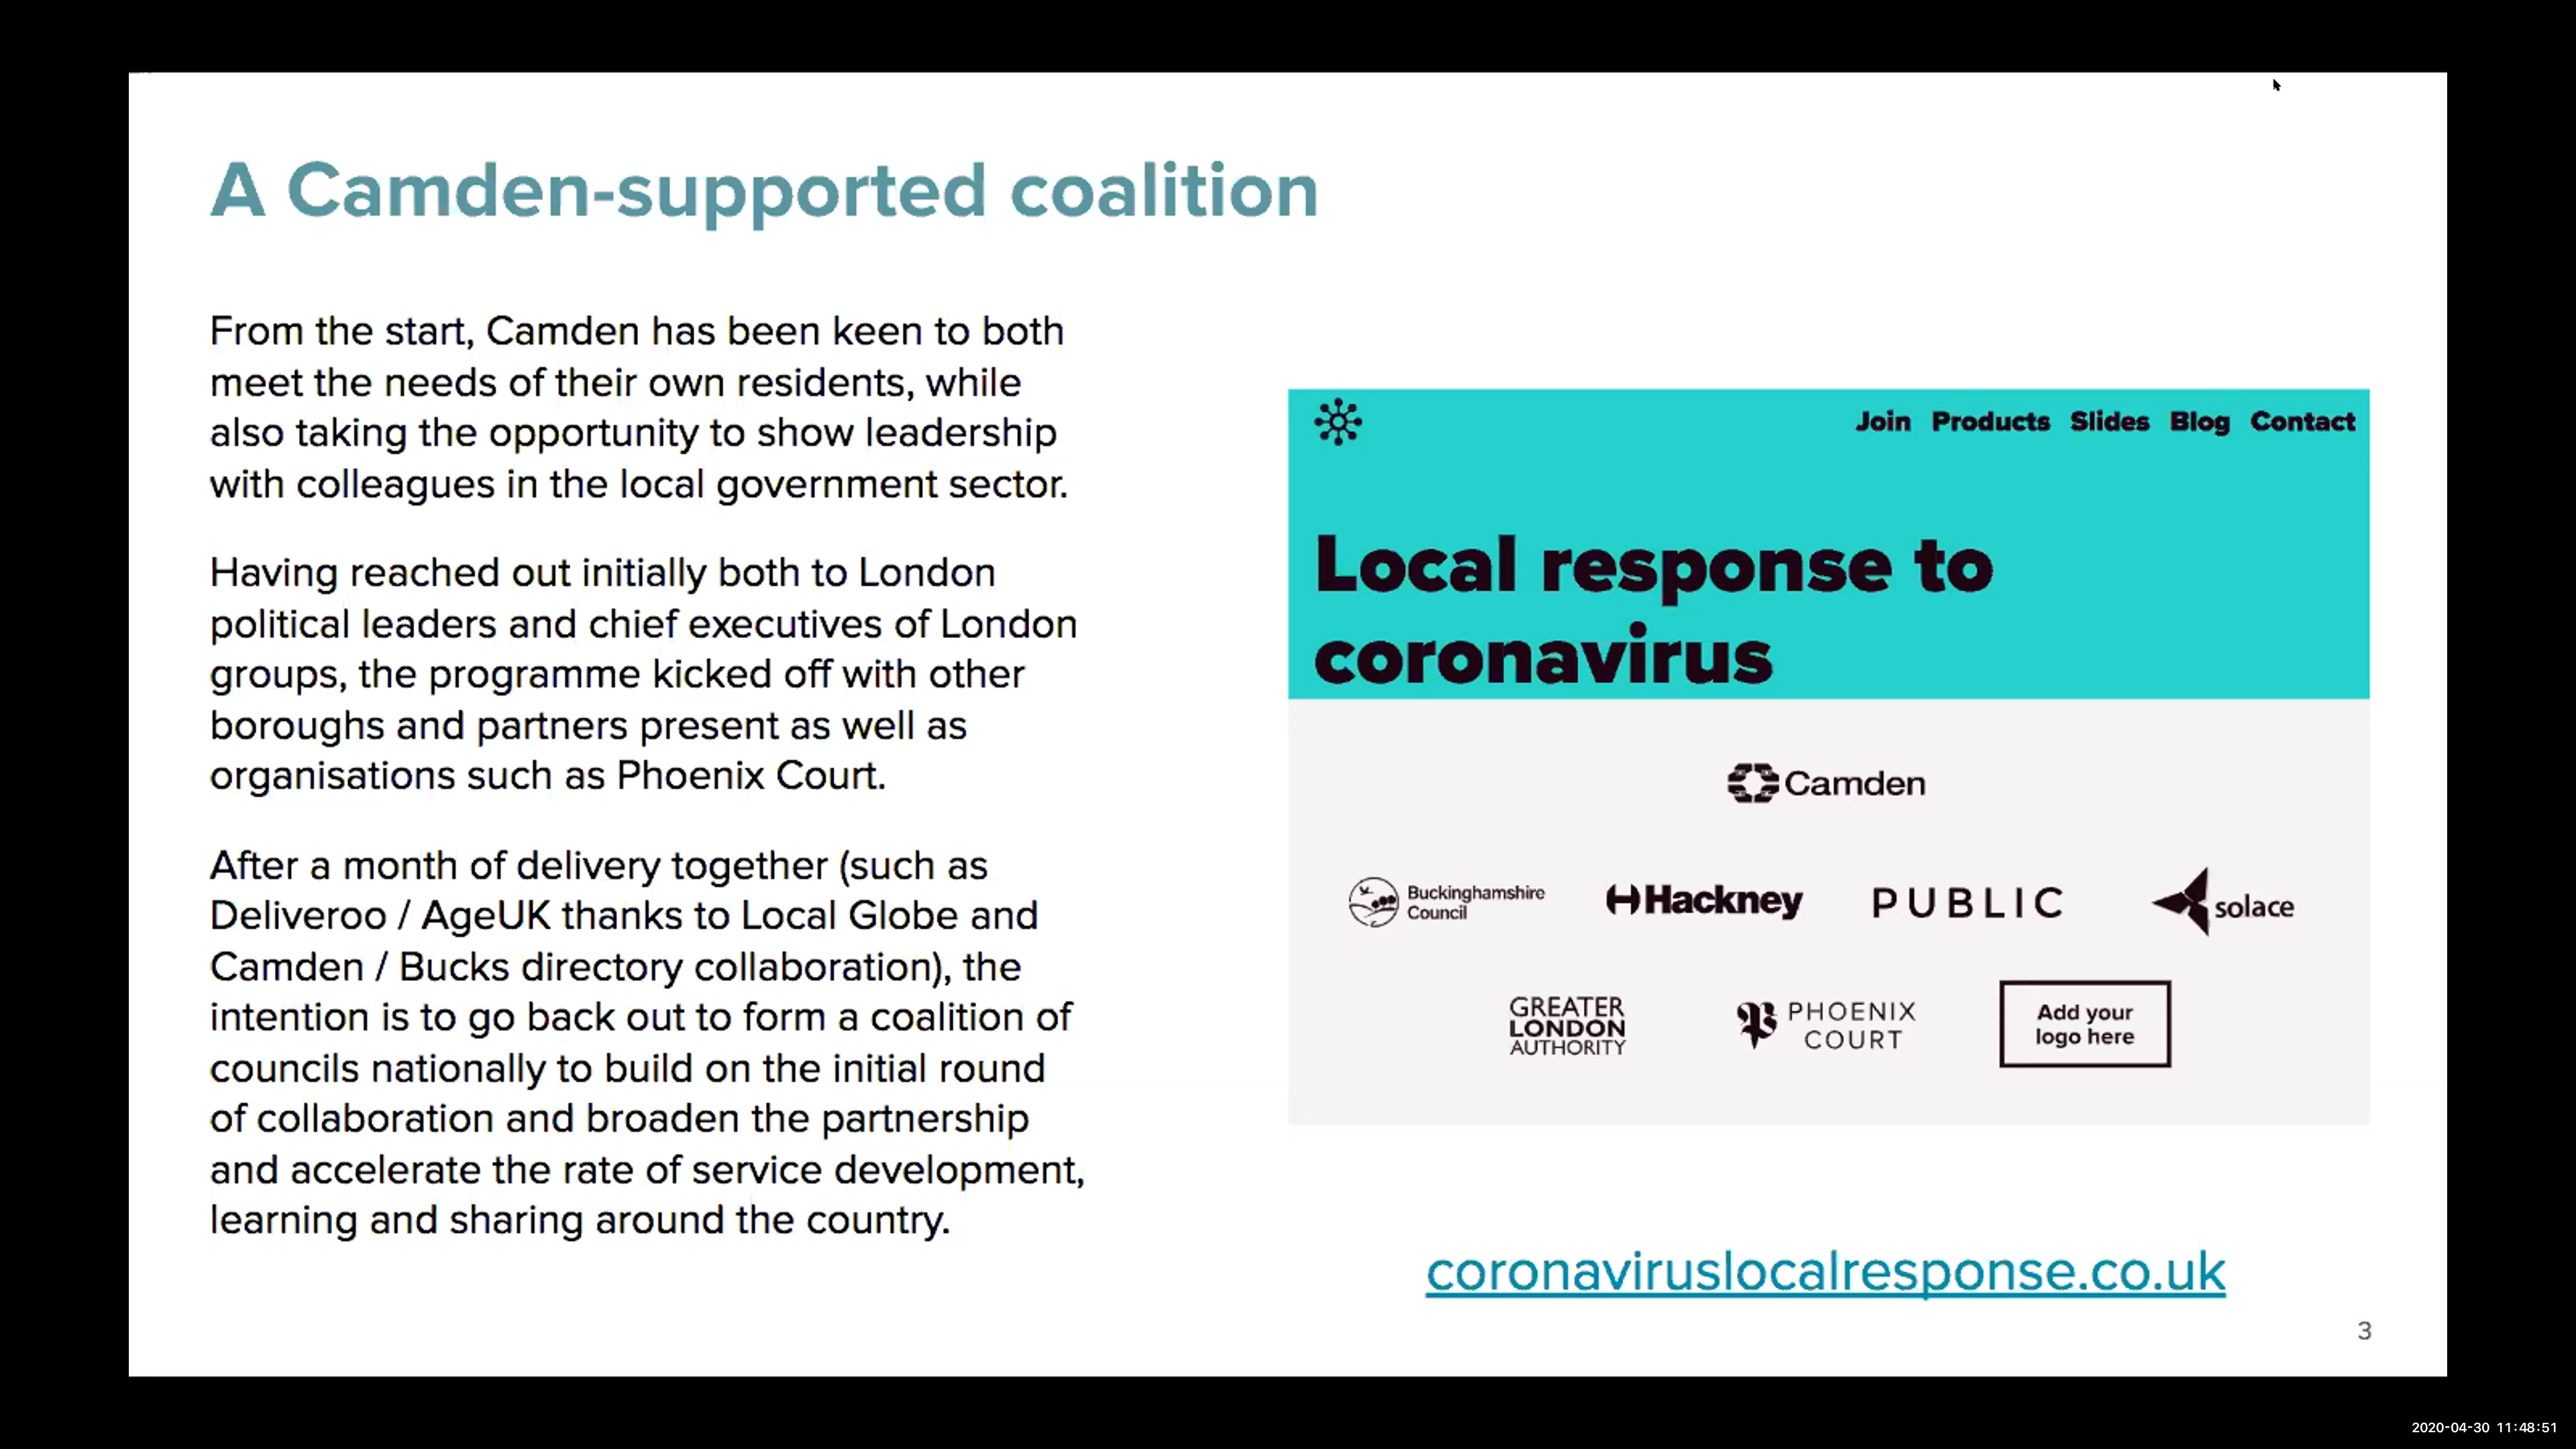 A Camden-supported coalition
From the start, Camden has been keen to both
meet the needs of their own residents, while
also taking the opportunity to show leadership
with colleagues in the local government sector.
Having reached out initially both to London
political leaders and chief executives of London
groups, the programme kicked off with other
boroughs and partners present as well as
organisations such as Phoenix Court.
After a month of delivery together (such as
Deliveroo / AgeUK thanks to Local Globe and
Camden / Bucks directory collaboration), the
intention is to go back out to form a coalition of
councils nationally to build on the initial round
of collaboration and broaden the partnership
and accelerate the rate of service development,
learning and sharing around the country.
Join Products Slides Blog Contact
Local response to
coronavirus
Camden
Buckinghamshire
Council
Hackney
PUBLIC
solace
GREATER
LONDON
AUTHORITY
PHOENIX
COURT
Add your
logo here
coronaviruslocalresponse.co.uk
3
2020-04-30 11:48:51